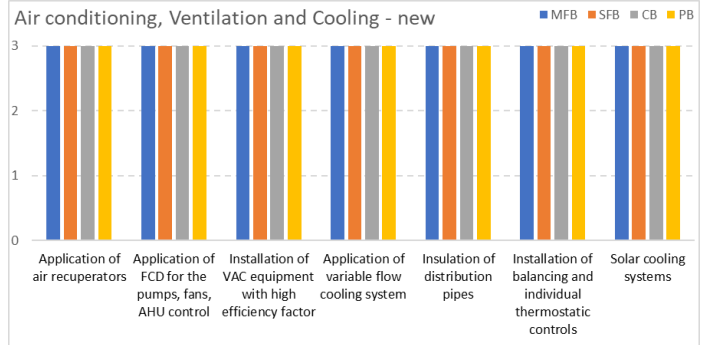 Air conditioning, Ventilation and Cooling - new
MFB SFB CB PB
3
2
1
0
Application of
air recuperators
Application of
FCD for the
pumps, fans,
AHU control
Installation of
VAC equipment
with high
efficiency factor
Application of
variable flow
cooling system
Insulation of
distribution
pipes
Installation of
balancing and
individual
thermostatic
controls
Solar cooling
systems